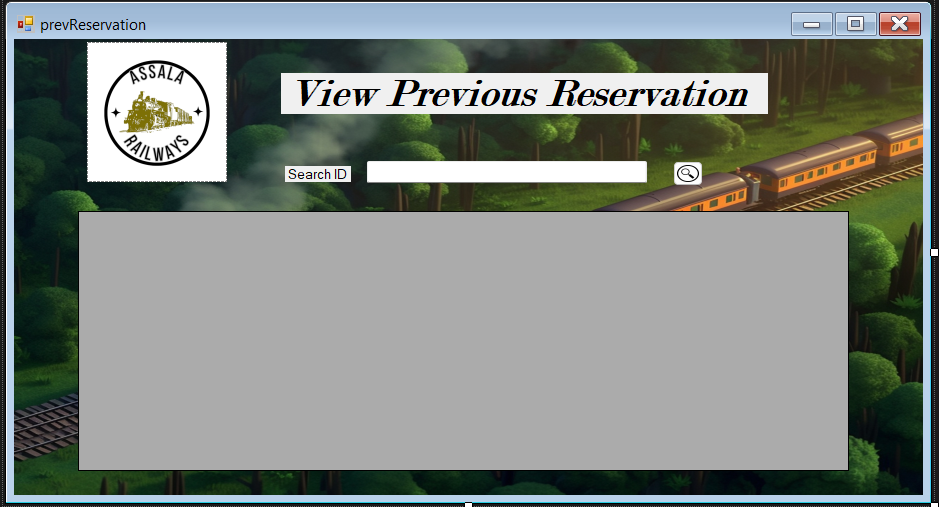 prevReservation
ASSALA
RAILWAYS
View Previous Reservation
Search ID